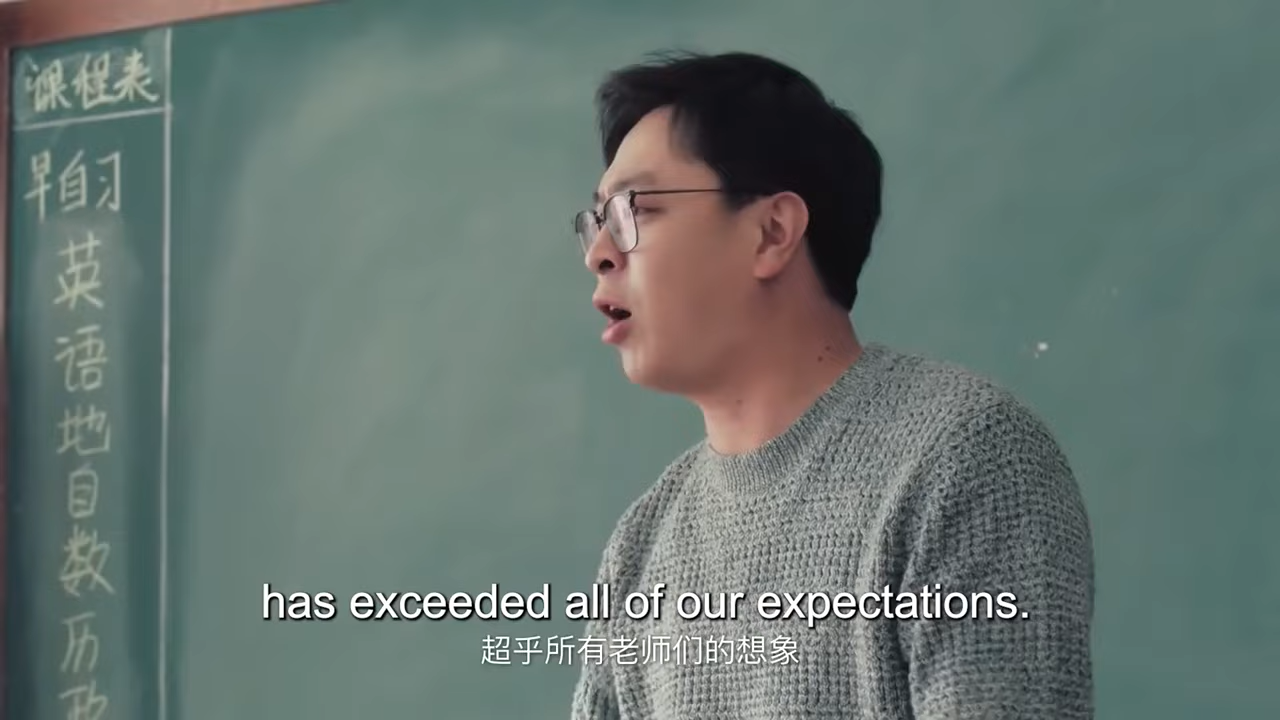 课程表
早自习
英
语
地
自
数
历
政
has exceeded all of our expectations.
超乎所有老师们的想象